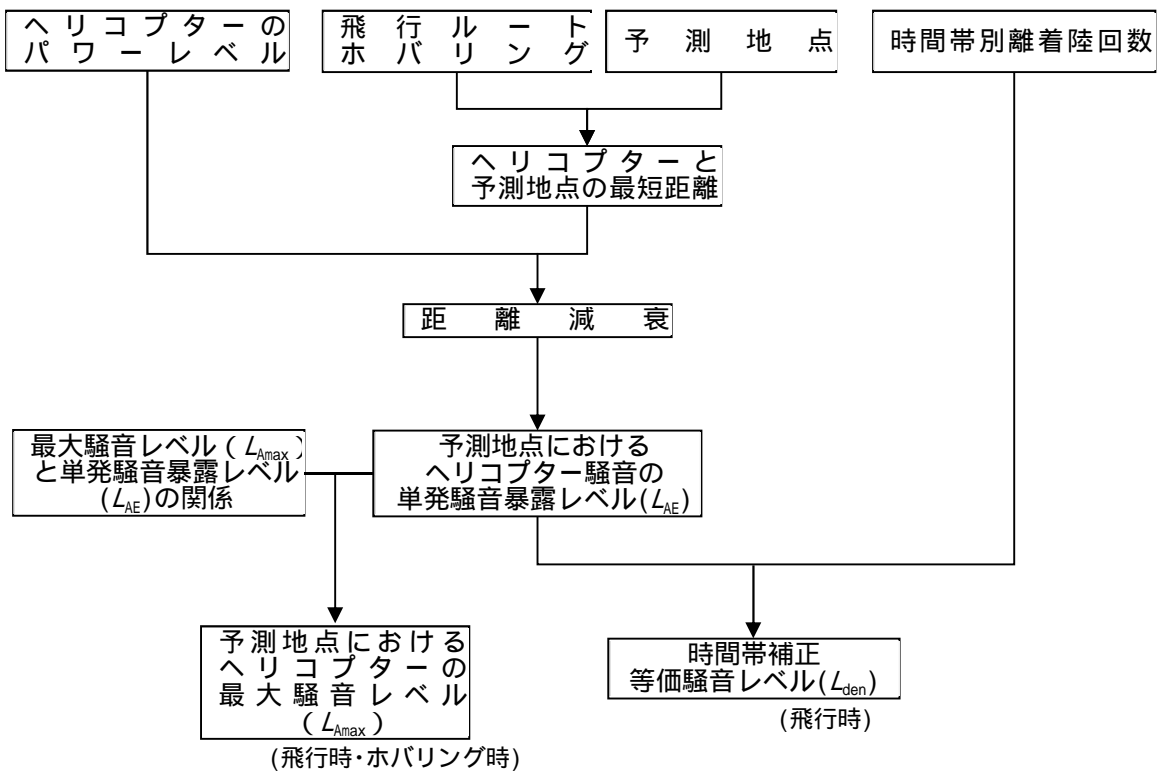 ヘリコプターの
パワーレベル
飛行ルート
ホバリング
予測地点
時間帯別離着陸回数
ヘリコプターと
予測地点の最短距離
距離減衰
最大騒音レベル(LAmax)
と単発騒音暴露レベル
(LAE)の関係
予測地点における
ヘリコプター騒音の
単発騒音暴露レベル(LAE)
予測地点における
ヘリコプターの
最大騒音レベル
(LAmax)
(飛行時・ホバリング時)
時間帯補正
等価騒音レベル(Lden)
(飛行時)